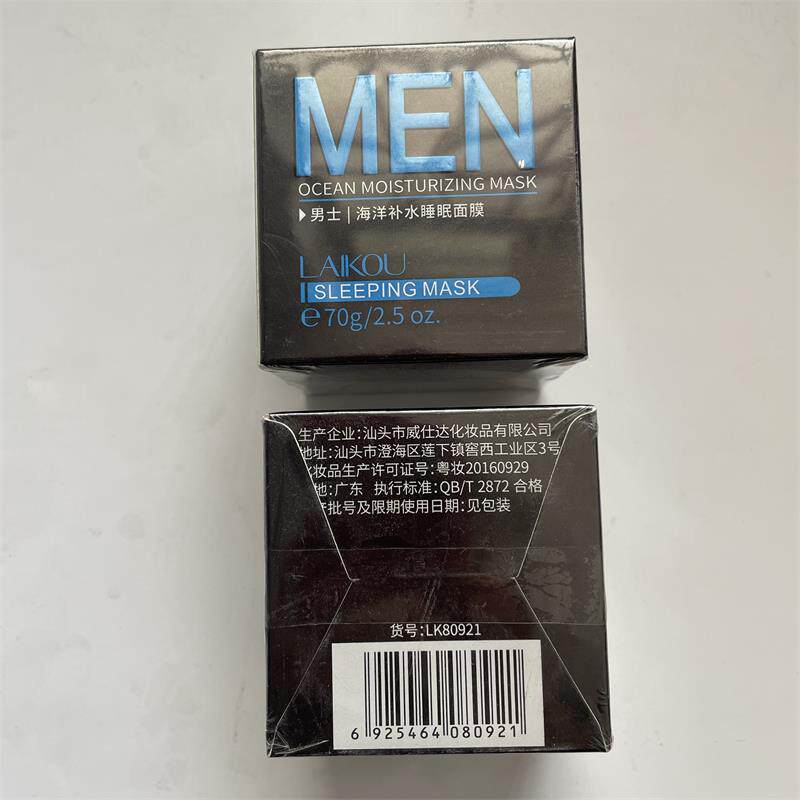 MEN
OCEAN MOISTURIZING MASK
男士|海洋补水睡眠面膜
LAIKOU
SLEEPING MASK
℮70g/2.5 oz.
生产企业:汕头市威仕达化妆品有限公司
地址:汕头市澄海区莲下镇窖西工业区3号
化妆品生产许可证号:粤妆20160929
地:广东 执行标准:QB/T 2872 合格
批号及限期使用日期:见包装
货号:LK80921
6 925464 080921